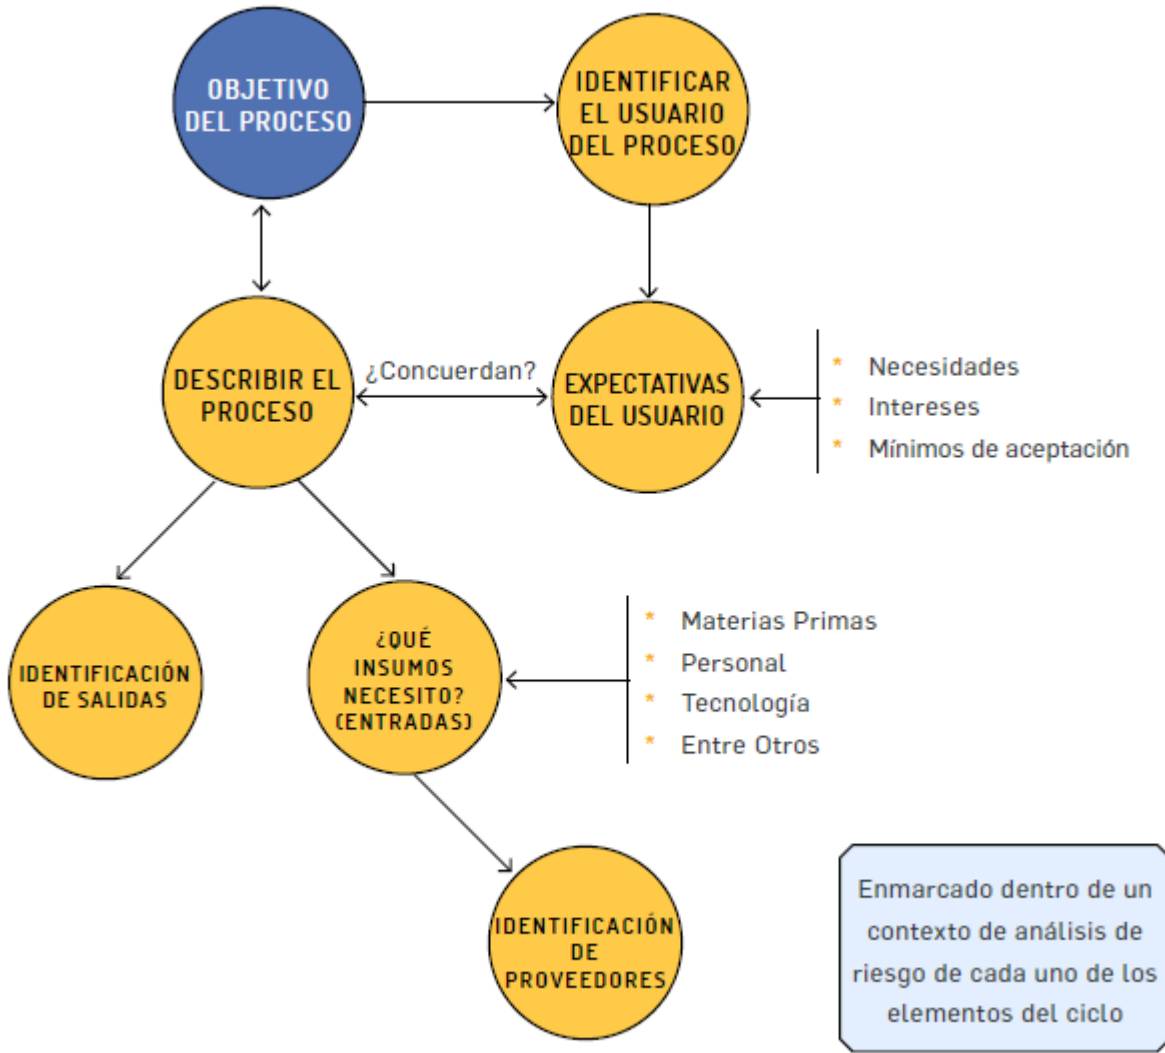 OBJETIVO
DEL PROCESO
IDENTIFICAR
EL USUARIO
DEL PROCESO
DESCRIBIR EL
PROCESO
¿Concuerdan?
EXPECTATIVAS
DEL USUARIO
* Necesidades
* Intereses
* Mínimos de aceptación
IDENTIFICACIÓN
DE SALIDAS
¿QUÉ
INSUMOS
NECESITO?
(ENTRADAS)
* Materias Primas
* Personal
* Tecnología
* Entre Otros
IDENTIFICACIÓN
DE
PROVEEDORES
Enmarcado dentro de un
contexto de análisis de
riesgo de cada uno de los
elementos del ciclo